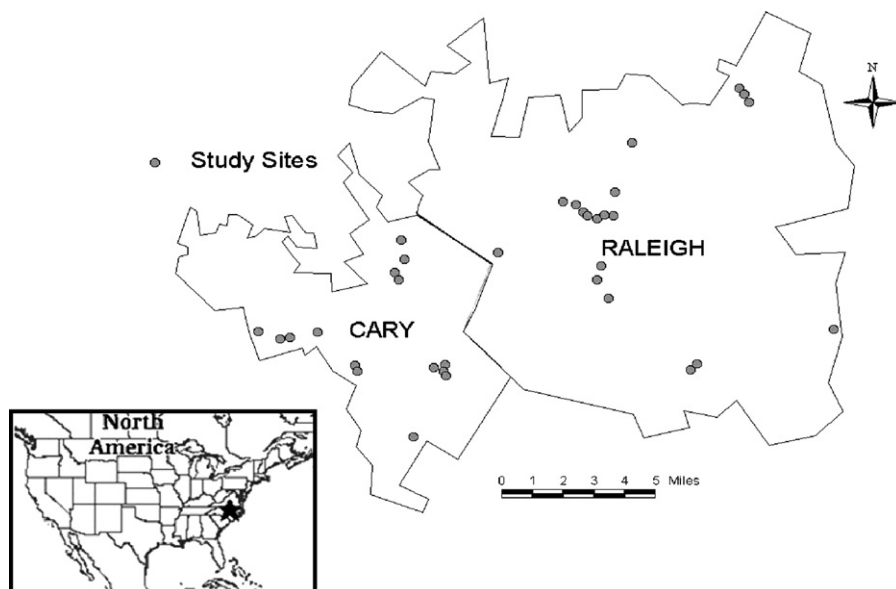 N
Study Sites
RALEIGH
CARY
North
America
0 1 2 3 4 5 Miles